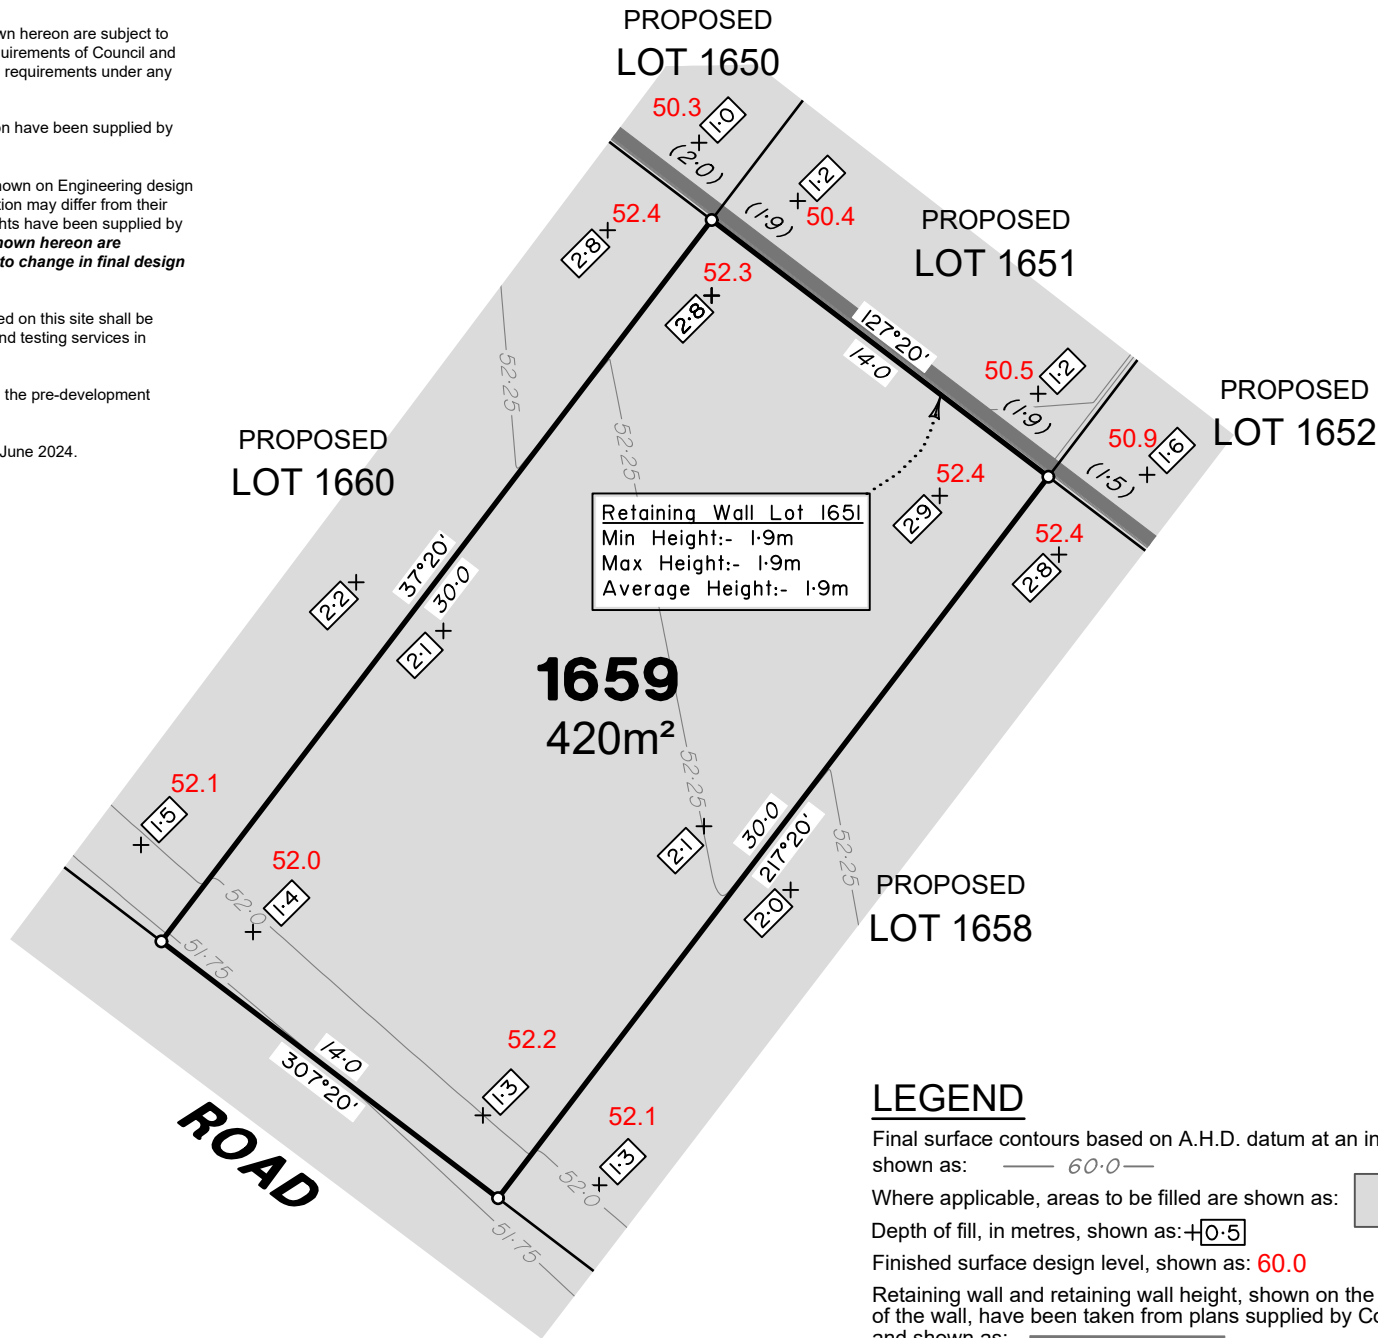 wn hereon are subject to
uirements of Council and
requirements under any
on have been supplied by
nown on Engineering design
tion may differ from their
hts have been supplied by
hown hereon are
to change in final design
ed on this site shall be
nd testing services in
the pre-development
June 2024.
PROPOSED
LOT 1650
50.3
1·0
(2·0)
1·2
(1·9)
50.4
PROPOSED
LOT 1651
52.4
2·8
52.3
2·8
127°20'
14·0
50.5
1·2
(1·9)
PROPOSED
LOT 1652
50.9
1·6
(1·5)
52·25
52·25
PROPOSED
LOT 1660
52.4
2·9
52.4
2·8
Retaining Wall Lot 1651
Min Height:- 1·9m
Max Height:- 1·9m
Average Height:- 1·9m
37°20'
30·0
2·2
2·1
1659
420m²
52·25
2·1
30·0
217°20'
2·0
52·25
PROPOSED
LOT 1658
52.1
1·5
52.0
1·4
52·0
51·75
52.2
1·3
14·0
307°20'
52.1
1·3
52·0
51·75
ROAD
LEGEND
Final surface contours based on A.H.D. datum at an in
shown as: 60·0
Where applicable, areas to be filled are shown as:
Depth of fill, in metres, shown as: 0·5
Finished surface design level, shown as: 60.0
Retaining wall and retaining wall height, shown on the
of the wall, have been taken from plans supplied by Co
and shown as: